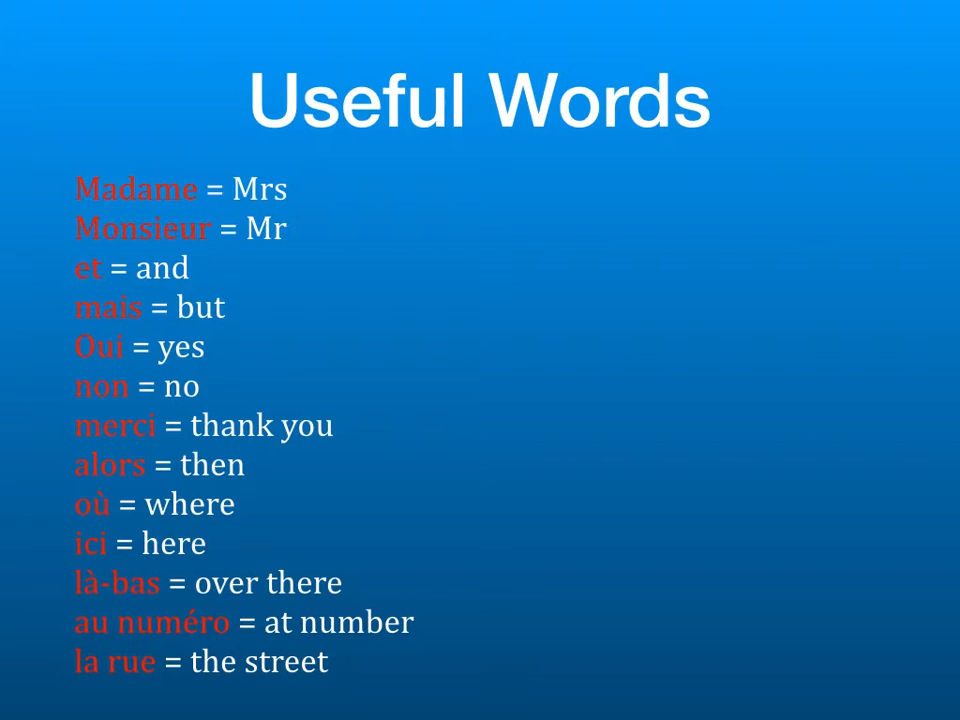 Useful Words
Madame = Mrs
Monsieur = Mr
et = and
mais = but
Oui = yes
non = no
merci = thank you
alors = then
où = where
ici = here
là-bas = over there
au numéro = at number
la rue = the street